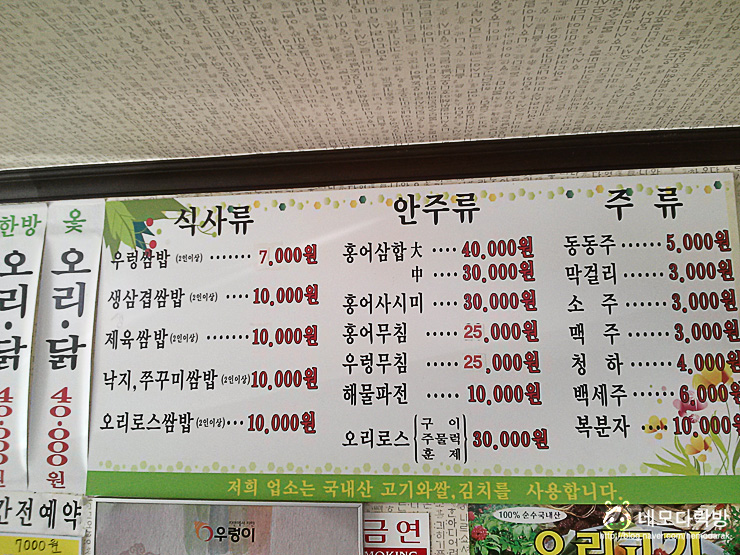 한방
오리·닭
40.000원
옻
오리·닭
40.000원
간전예약
7000원
식사류
우렁쌈밥(2인이상) ······· 7,000원
생삼겹쌈밥(2인이상) ···· 10,000원
제육쌈밥(2인이상) ······ 10,000원
낙지,쭈꾸미쌈밥(2인이상) 10,000원
오리로스쌈밥(2인이상)··· 10,000원
안주류
홍어삼합 大 ···· 40,000원
中 ···· 30,000원
홍어사시미 ···· 30,000원
홍어무침 ····· 25,000원
우렁무침 ····· 25,000원
해물파전 ····· 10,000원
오리로스 구이 주물럭 훈제 30,000원
주류
동동주 ······ 5,000원
막걸리 ····· 3,000원
소주 ······ 3,000원
맥주 ······ 3,000원
청하 ······ 4,000원
백세주 ····· 6,000원
복분자 ···· 10,000원
저희 업소는 국내산 고기와쌀,김치를 사용합니다.
우렁이
금연
SMOKING
100% 순수국내산
네모다락방
http://blog.naver.com/nemodarak